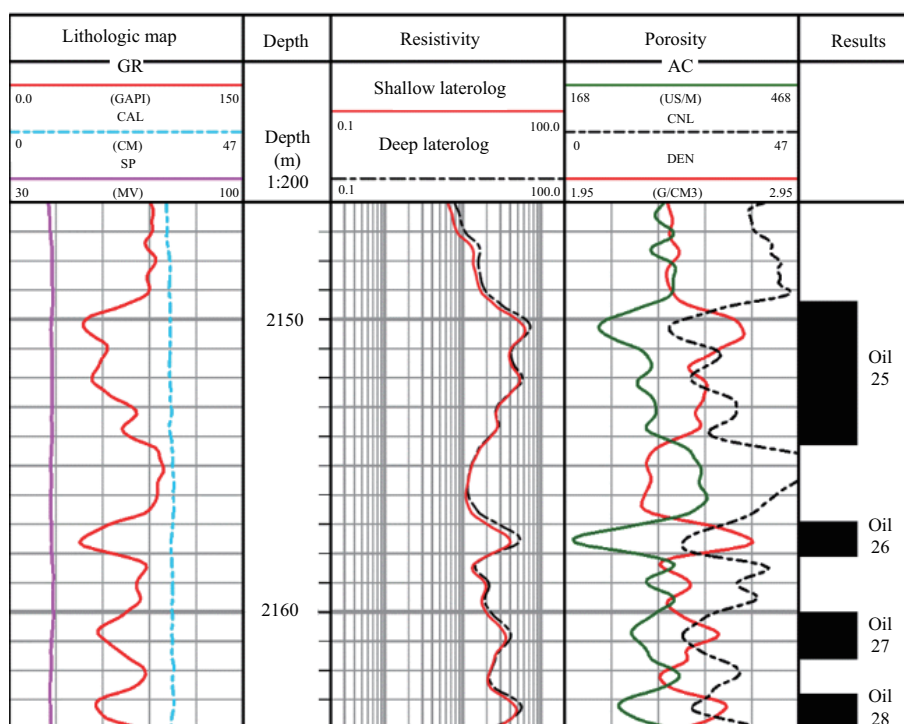 Lithologic map
Depth
Resistivity
Porosity
Results
GR
0.0 (GAPI) 150
CAL
0 (CM) 47
SP
30 (MV) 100
Depth
(m)
1:200
Shallow laterolog
0.1 100.0
Deep laterolog
0.1 100.0
AC
168 (US/M) 468
CNL
0 47
DEN
1.95 (G/CM3) 2.95
2150
2160
Oil
25
Oil
26
Oil
27
Oil
28